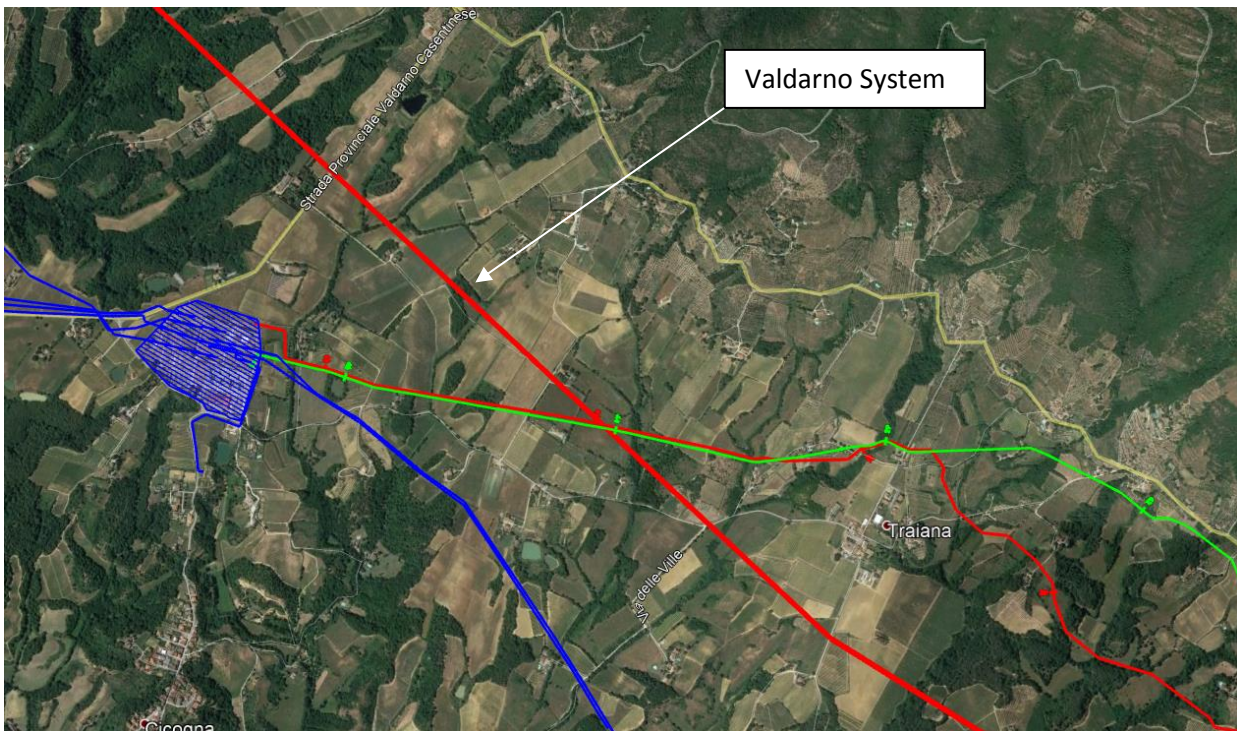 Strada Provinciale Valdarno Casentinese
Valdarno System
Traiana
Via delle Ville
Cicogna